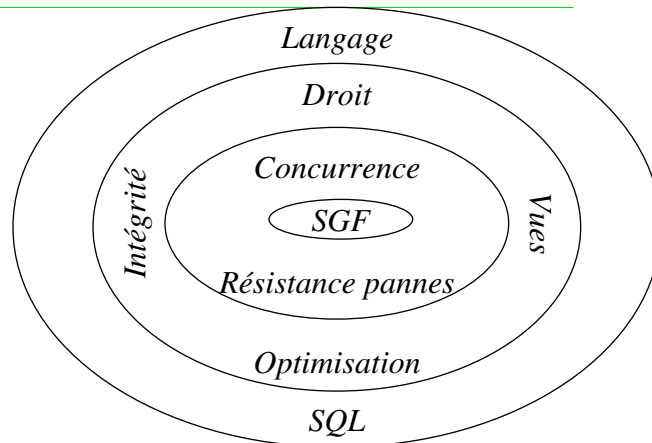 Langage
Droit
Concurrence
Intégrité
SGF
Vues
Résistance pannes
Optimisation
SQL